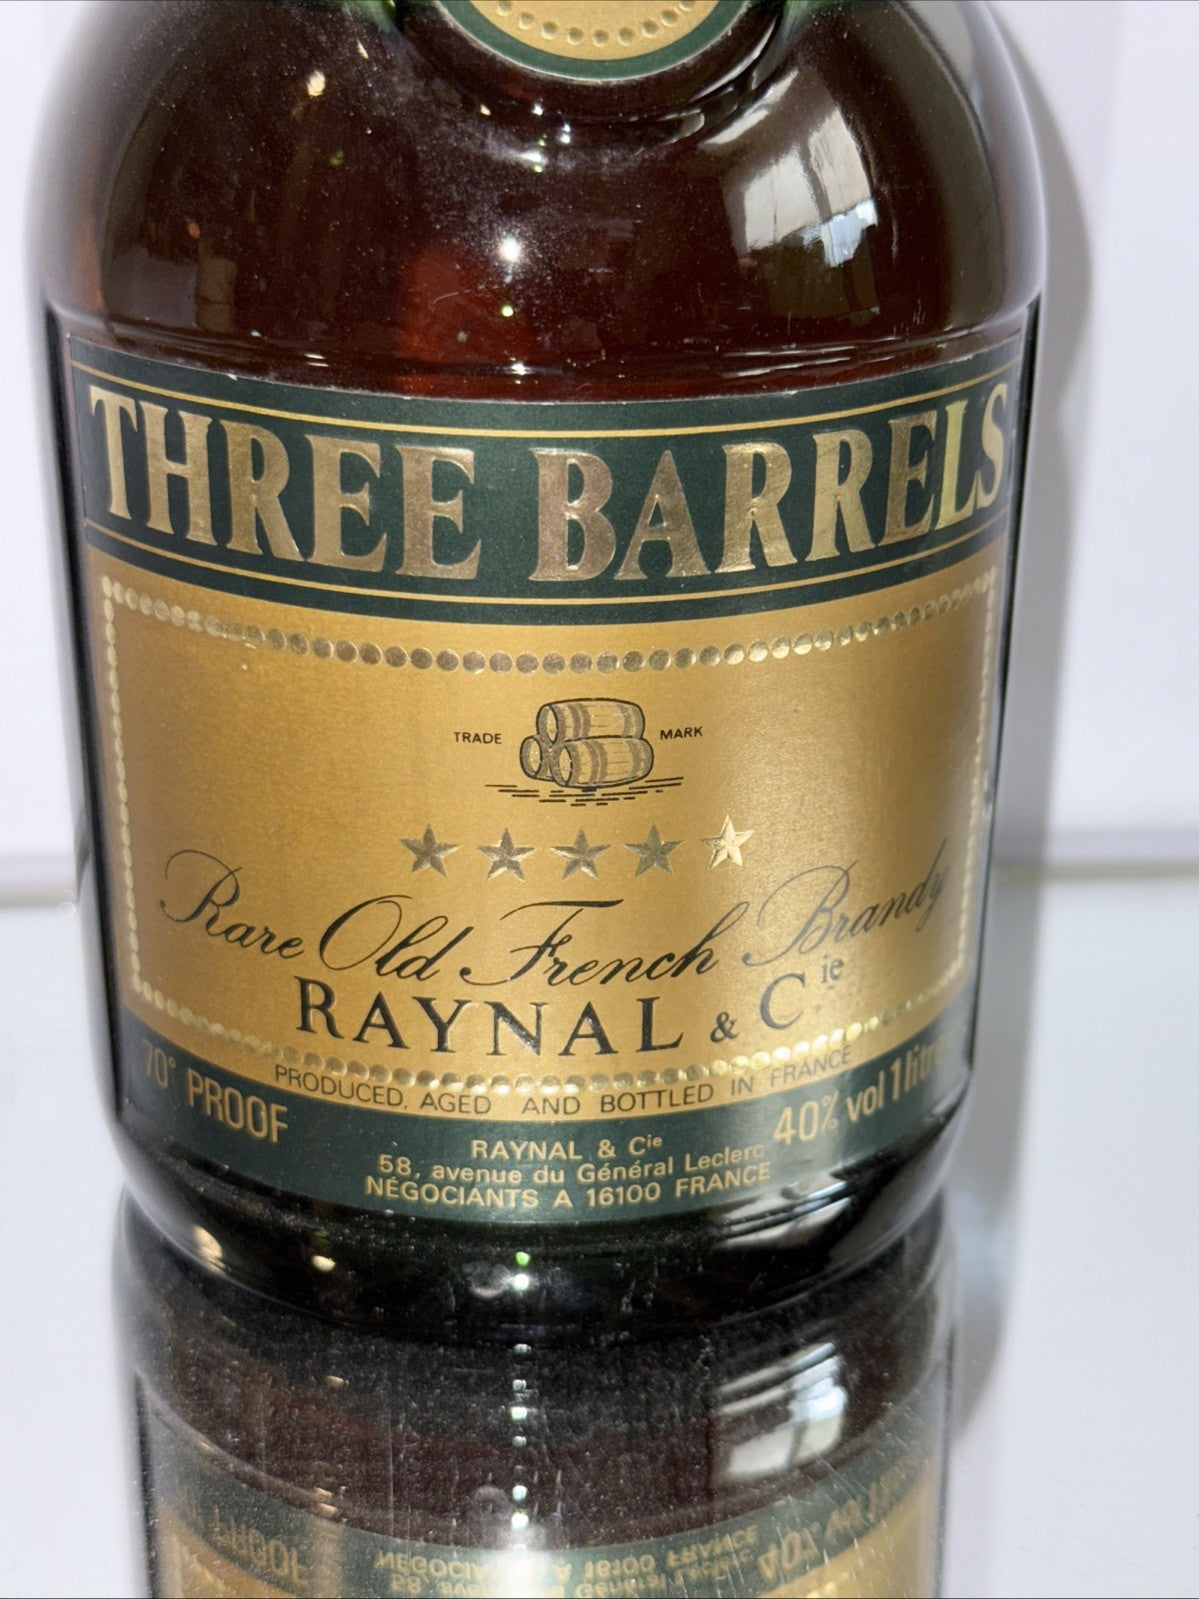 THREE BARRELS
TRADE MARK
Rare Old French Brandy
RAYNAL & Cie
PRODUCED, AGED AND BOTTLED IN FRANCE
70° PROOF
40% vol 1 litre
RAYNAL & Cie
58, avenue du Général Leclerc
NÉGOCIANTS A 16100 FRANCE